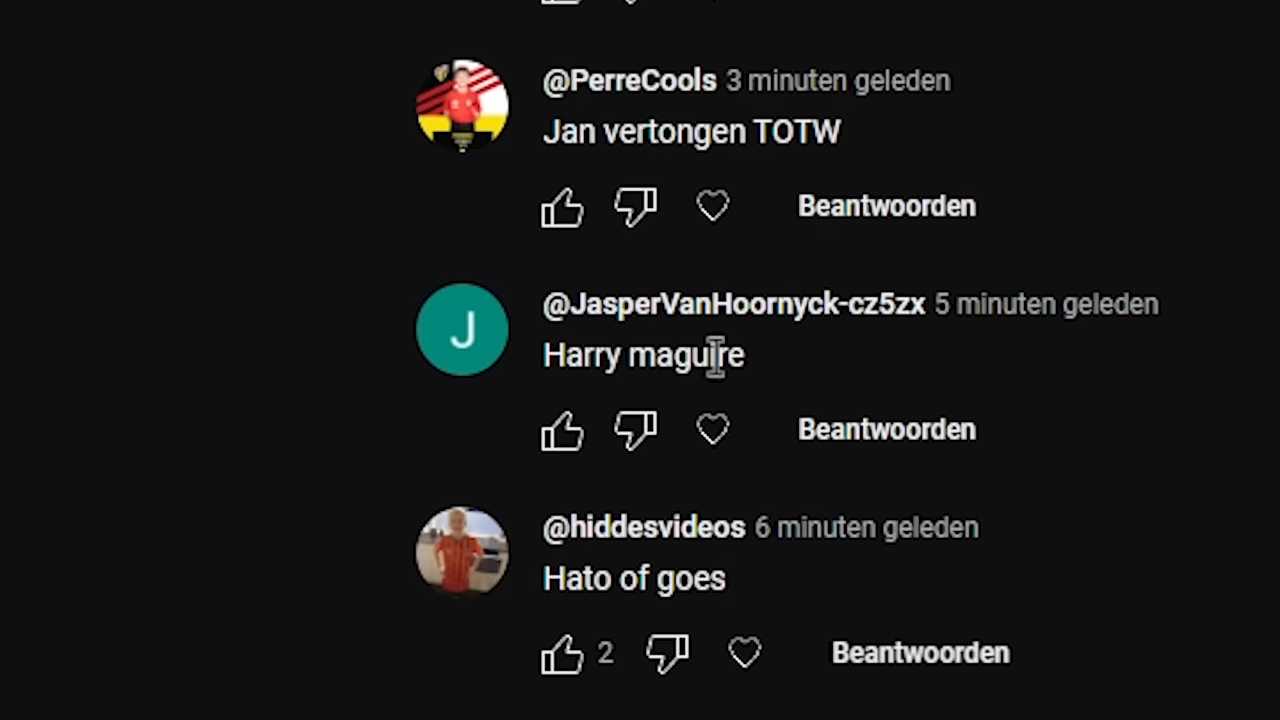 @PerreCools 3 minuten geleden
Jan vertongen TOTW
Beantwoorden
J
@JasperVanHoornyck-cz5zx 5 minuten geleden
Harry maguire
Beantwoorden
@hiddesvideos 6 minuten geleden
Hato of goes
2 Beantwoorden